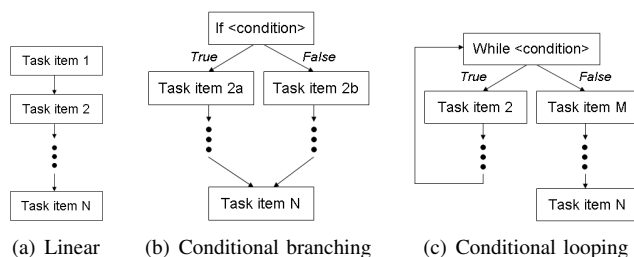 Task item 1
Task item 2
Task item N
(a) Linear
If <condition>
True
False
Task item 2a
Task item 2b
Task item N
(b) Conditional branching
While <condition>
True
False
Task item 2
Task item M
Task item N
(c) Conditional looping